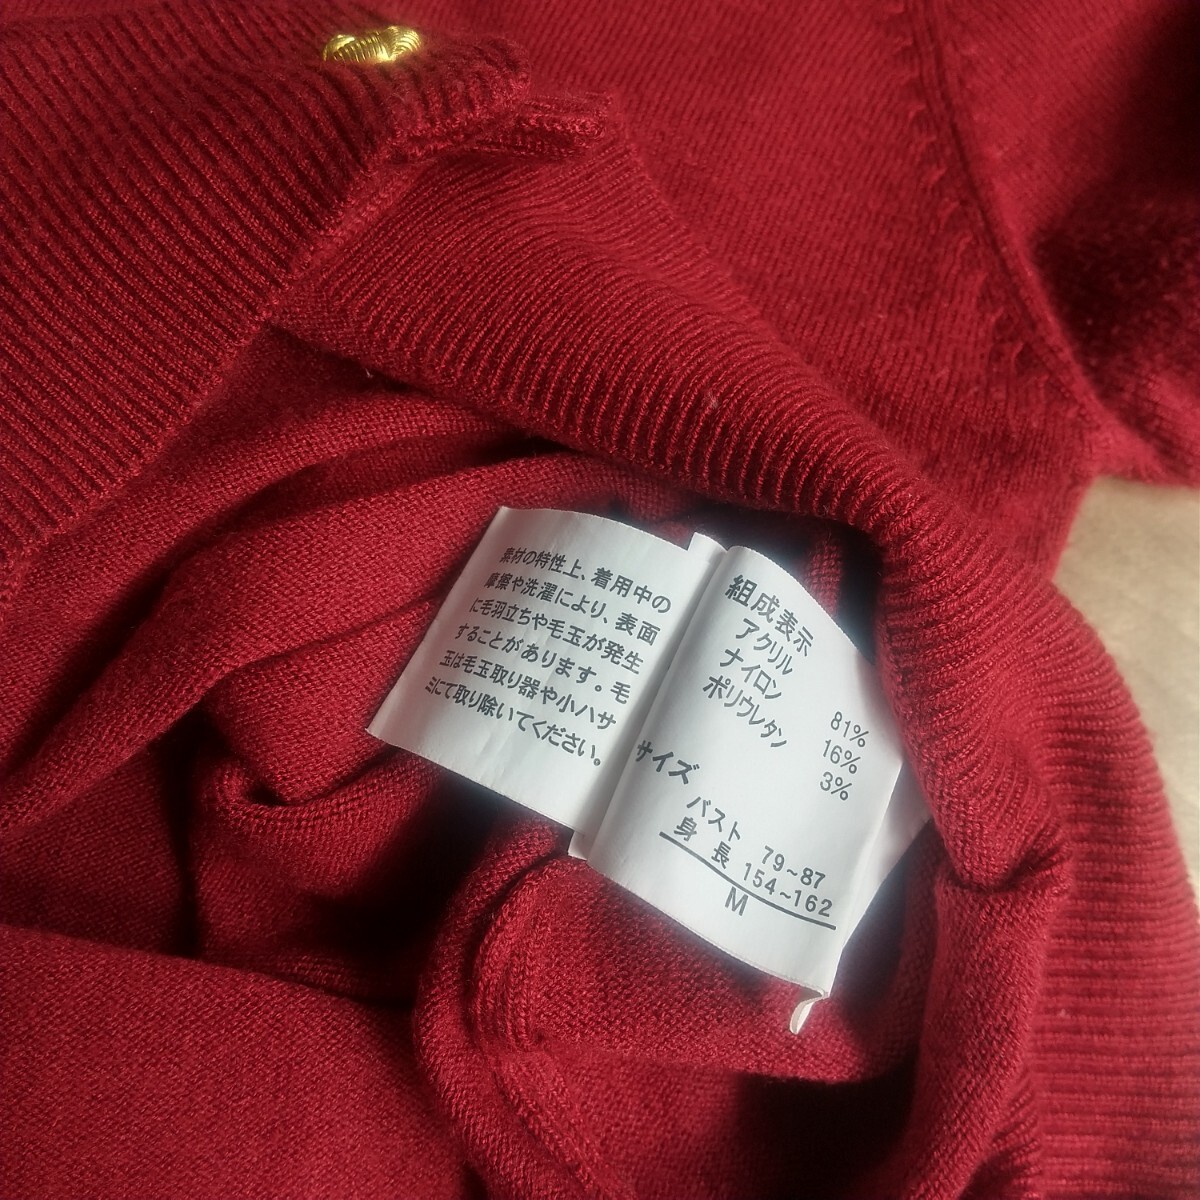 素材の特性上、着用中の
摩擦や洗濯により、表面
に毛羽立ちや毛玉が発生
することがあります。毛
玉は毛玉取り器や小ハサ
ミにて取り除いてください。
組成表示
アクリル 81%
ナイロン 16%
ポリウレタン 3%
サイズ
バスト 79~87
身長 154~162
M